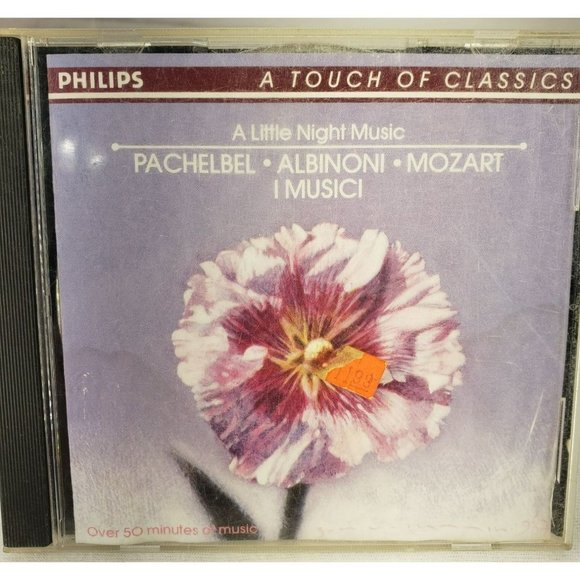 PHILIPS A TOUCH OF CLASSICS
A Little Night Music
PACHELBEL • ALBINONI • MOZART
I MUSICI
Over 50 minutes of music